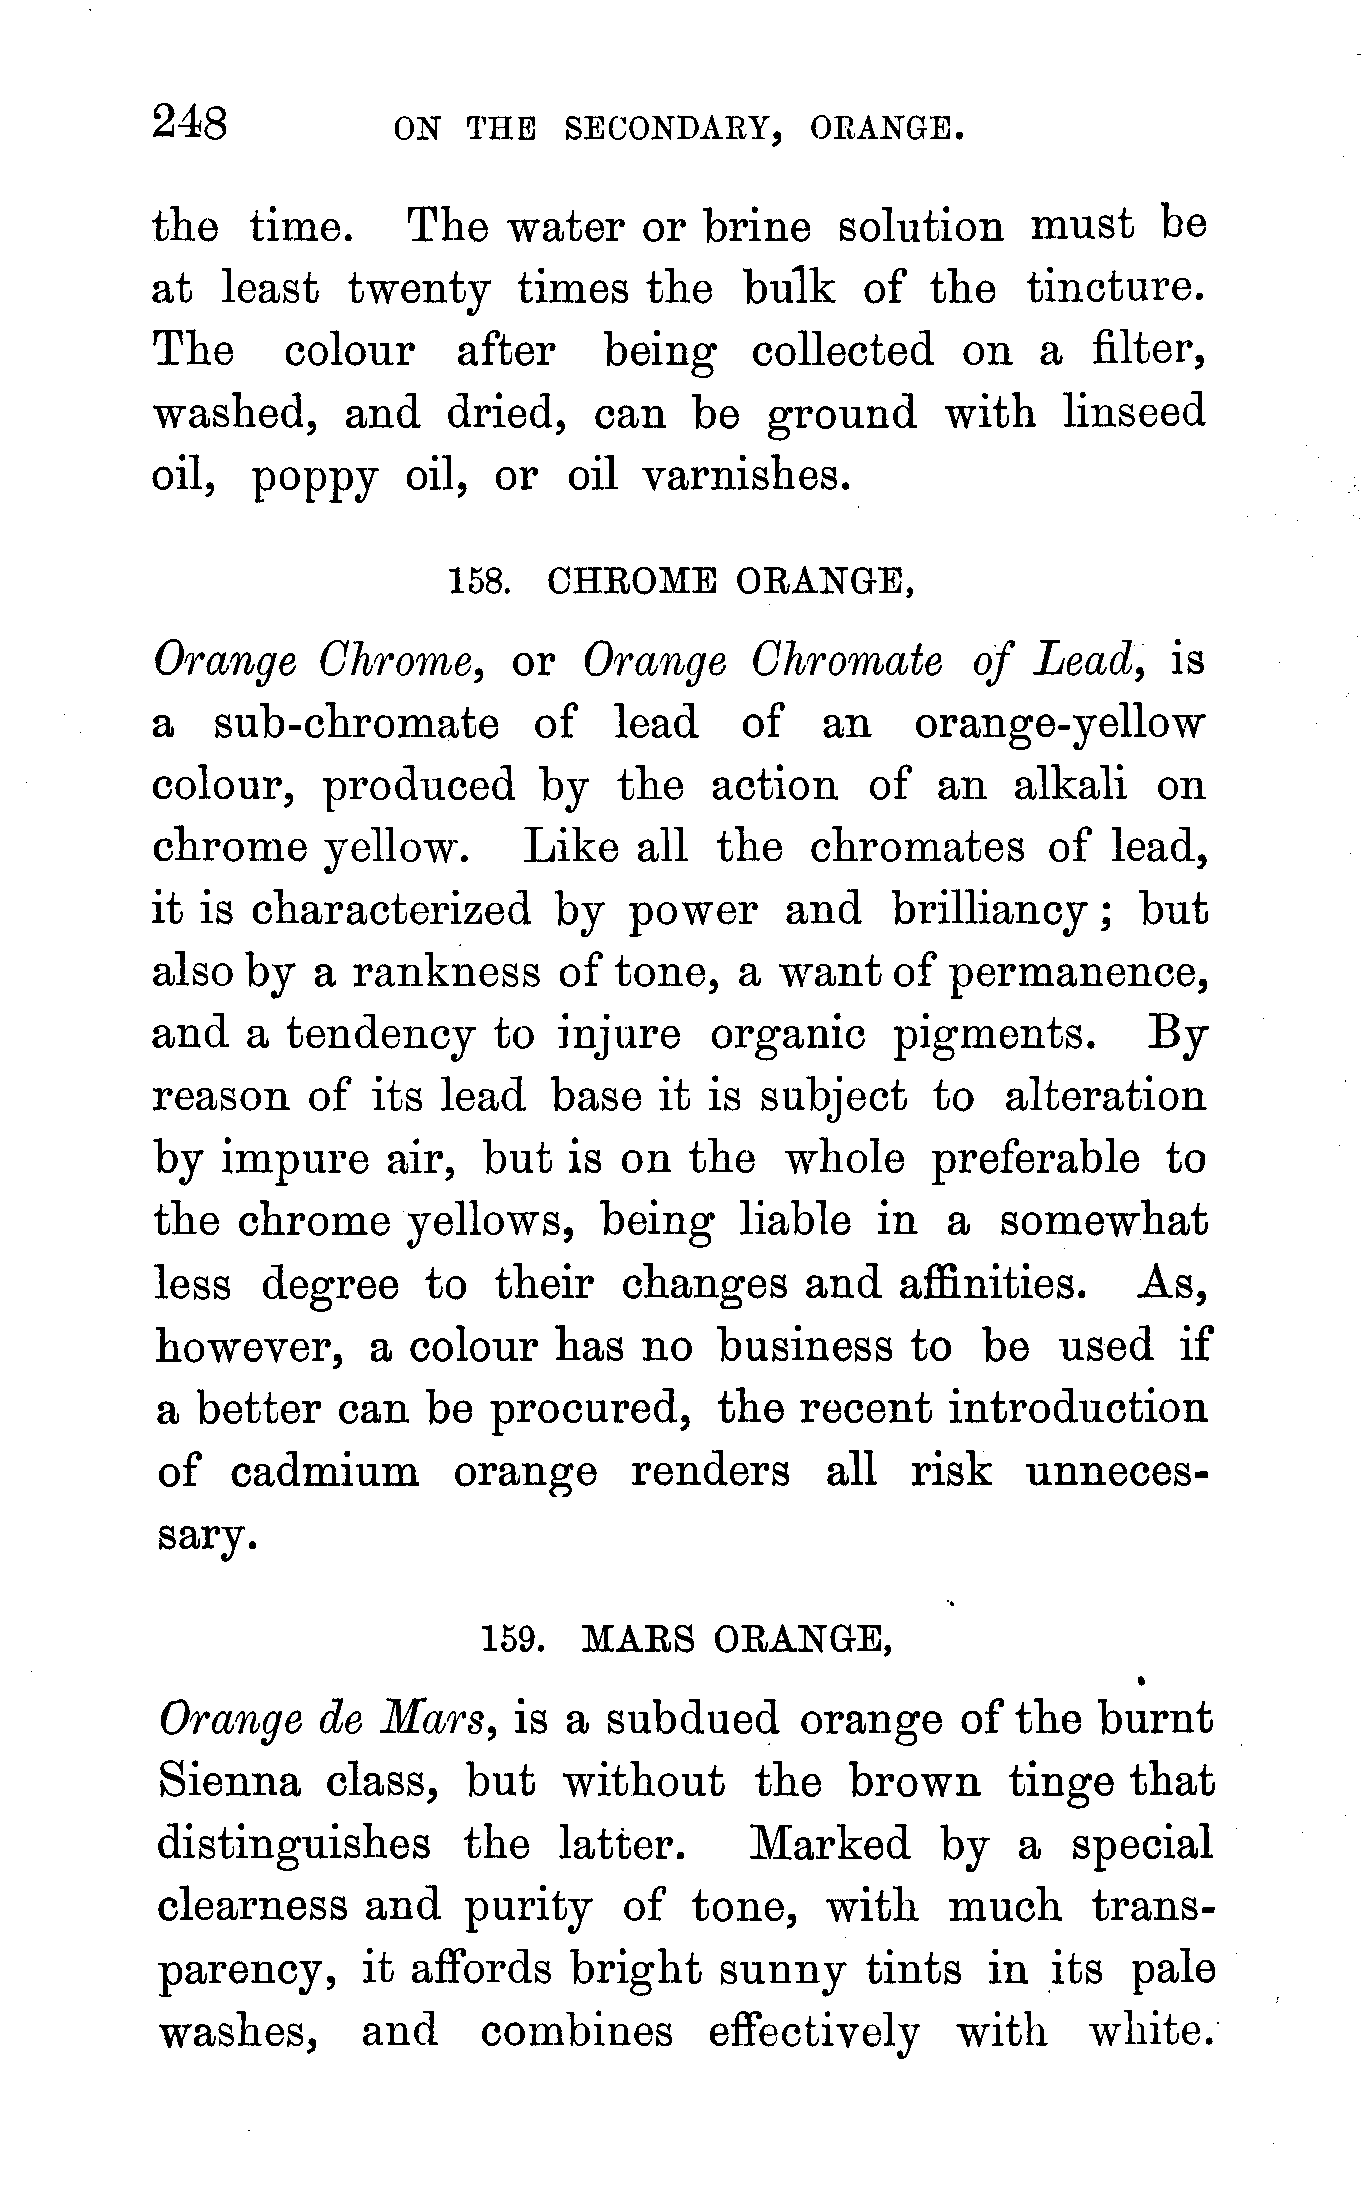 248 ON THE SECONDARY, ORANGE.
the time. The water or brine solution must be
at least twenty times the bulk of the tincture.
The colour after being collected on a filter,
washed, and dried, can be ground with linseed
oil, poppy oil, or oil varnishes.
158. CHROME ORANGE,
Orange Chrome, or Orange Chromate of Lead, is
a sub-chromate of lead of an orange-yellow
colour, produced by the action of an alkali on
chrome yellow. Like all the chromates of lead,
it is characterized by power and brilliancy; but
also by a rankness of tone, a want of permanence,
and a tendency to injure organic pigments. By
reason of its lead base it is subject to alteration
by impure air, but is on the whole preferable to
the chrome yellows, being liable in a somewhat
less degree to their changes and affinities. As,
however, a colour has no business to be used if
a better can be procured, the recent introduction
of cadmium orange renders all risk unneces-
sary.
159. MARS ORANGE,
Orange de Mars, is a subdued orange of the burnt
Sienna class, but without the brown tinge that
distinguishes the latter. Marked by a special
clearness and purity of tone, with much trans-
parency, it affords bright sunny tints in its pale
washes, and combines effectively with white.